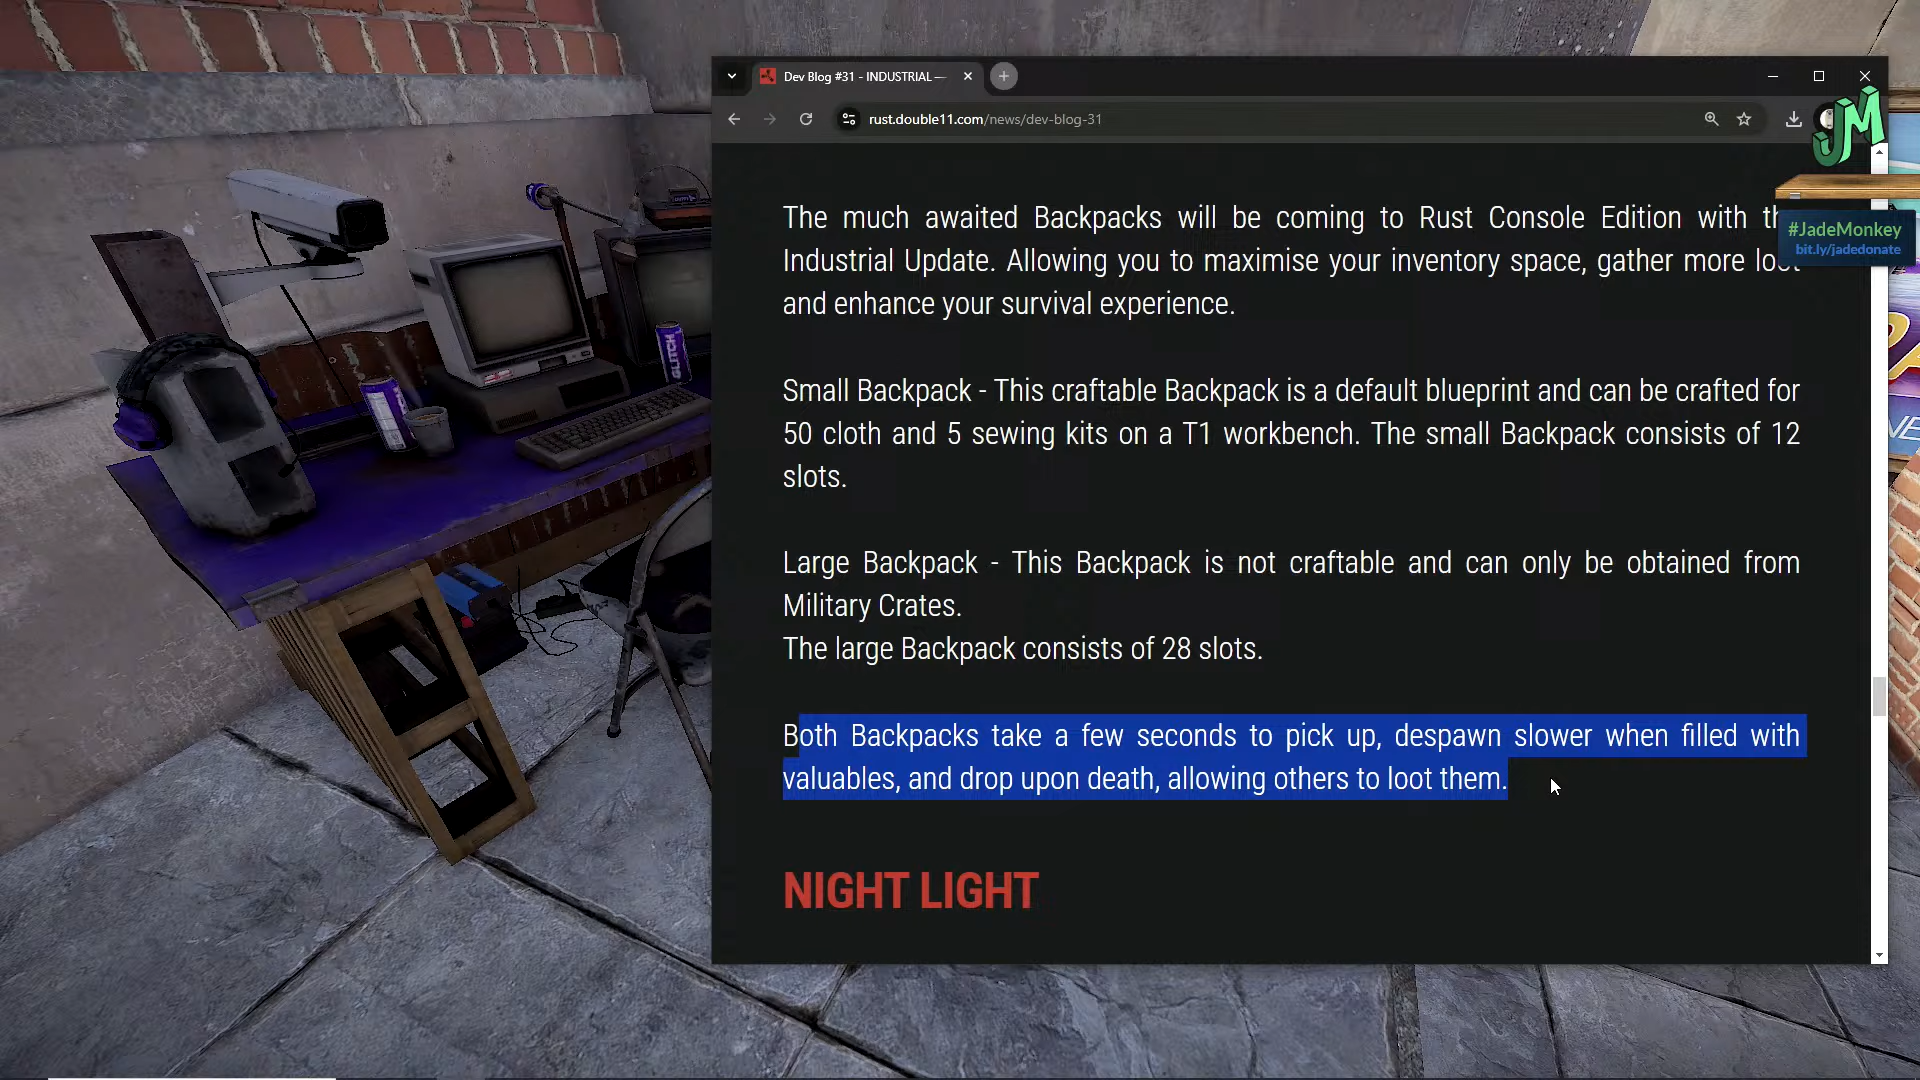 Dev Blog #31 - INDUSTRIAL —
rust.double11.com/news/dev-blog-31
JM
#JadeMonkey
bit.ly/jadedonate
The much awaited Backpacks will be coming to Rust Console Edition with th
Industrial Update. Allowing you to maximise your inventory space, gather more loot
and enhance your survival experience.
Small Backpack - This craftable Backpack is a default blueprint and can be crafted for
50 cloth and 5 sewing kits on a T1 workbench. The small Backpack consists of 12
slots.
Large Backpack - This Backpack is not craftable and can only be obtained from
Military Crates.
The large Backpack consists of 28 slots.
Both Backpacks take a few seconds to pick up, despawn slower when filled with
valuables, and drop upon death, allowing others to loot them.
NIGHT LIGHT
GLITCH